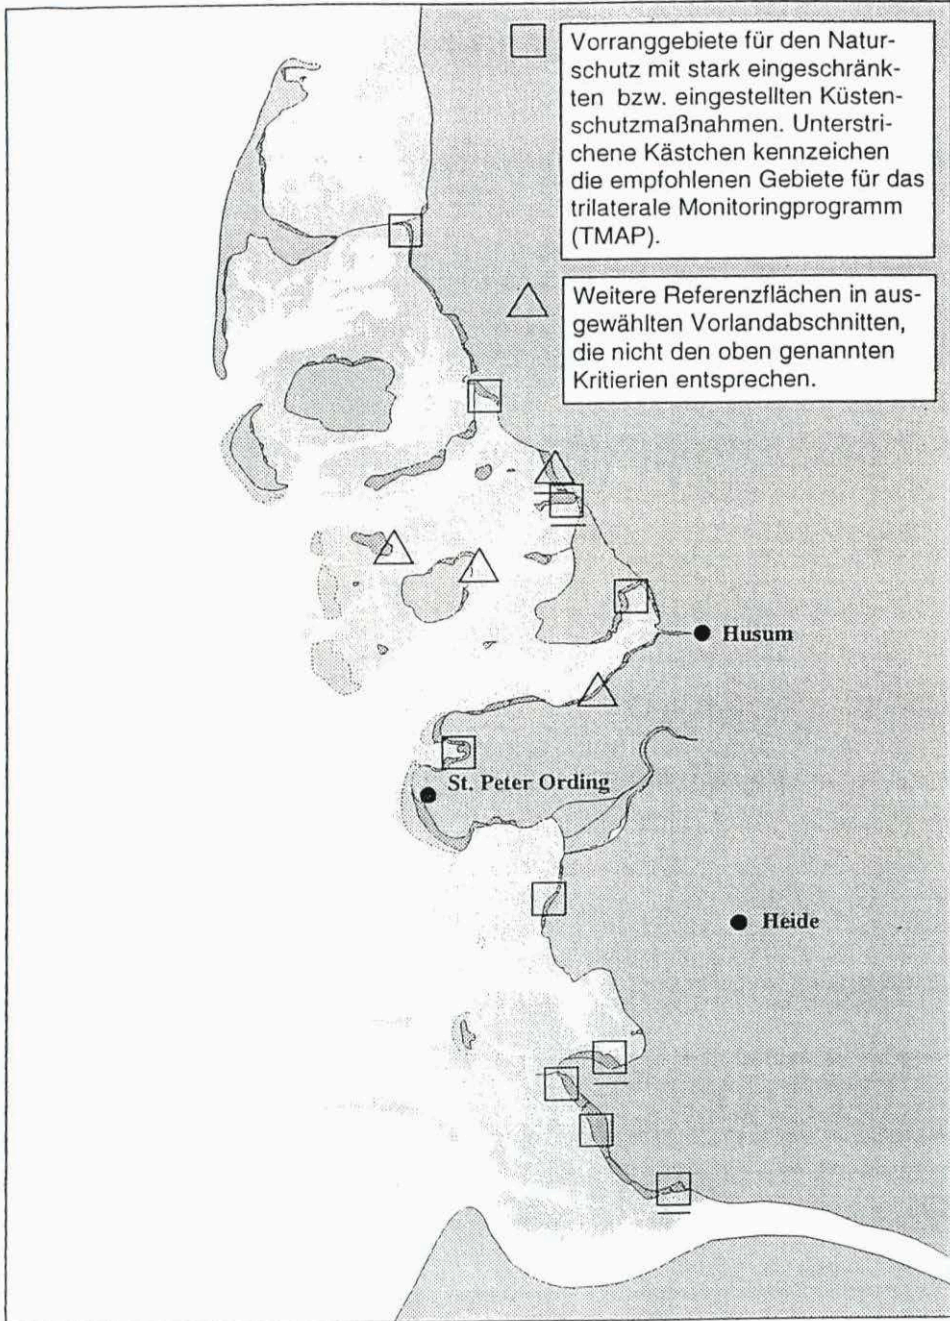 Vorranggebiete für den Natur-
schutz mit stark eingeschränk-
ten bzw. eingestellten Küsten-
schutzmaßnahmen. Unterstri-
chene Kästchen kennzeichen
die empfohlenen Gebiete für das
trilaterale Monitoringprogramm
(TMAP).
Weitere Referenzflächen in aus-
gewählten Vorlandabschnitten,
die nicht den oben genannten
Kritierien entsprechen.
Husum
St. Peter Ording
Heide